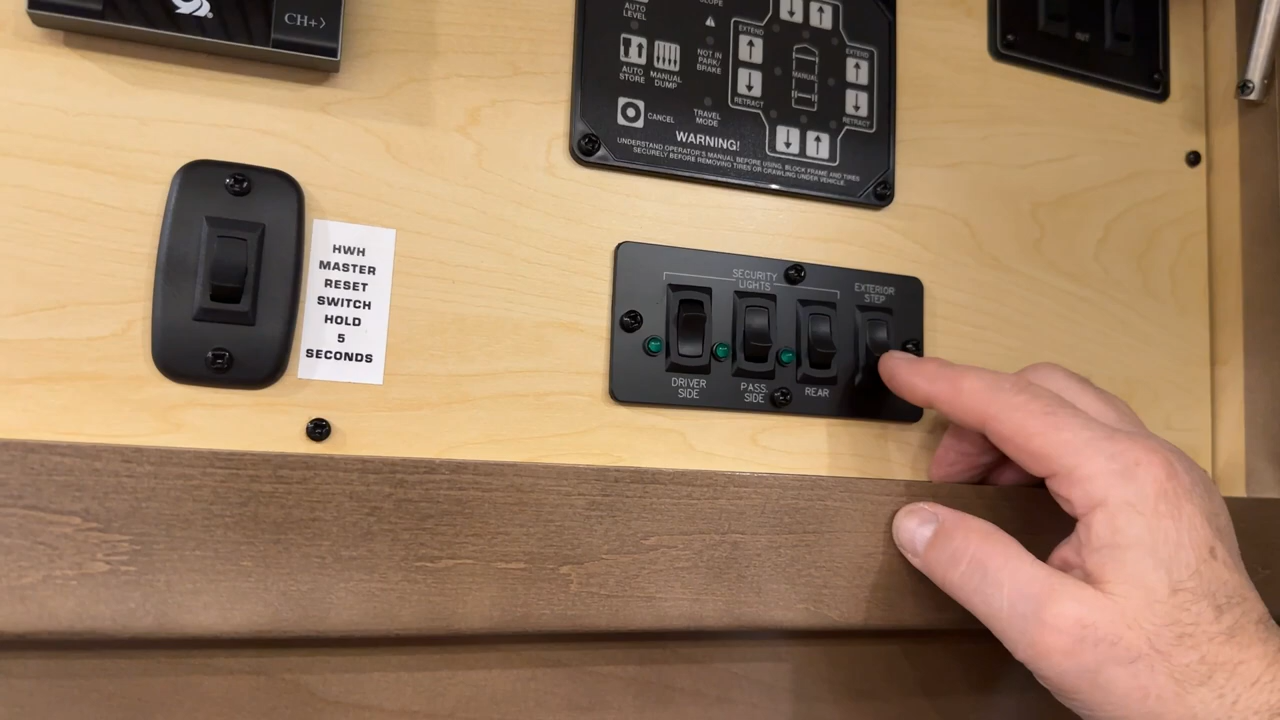 CH+>
AUTO
LEVEL
SLOPE
AUTO
STORE
MANUAL
DUMP
NOT IN
PARK/
BRAKE
CANCEL
TRAVEL
MODE
EXTEND
RETRACT
MANUAL
EXTEND
RETRACT
WARNING!
UNDERSTAND OPERATOR'S MANUAL BEFORE USING. BLOCK FRAME AND TIRES
SECURELY BEFORE REMOVING TIRES OR CRAWLING UNDER VEHICLE.
OUT
HWH
MASTER
RESET
SWITCH
HOLD
5
SECONDS
SECURITY
LIGHTS
EXTERIOR
STEP
DRIVER
SIDE
PASS.
SIDE
REAR